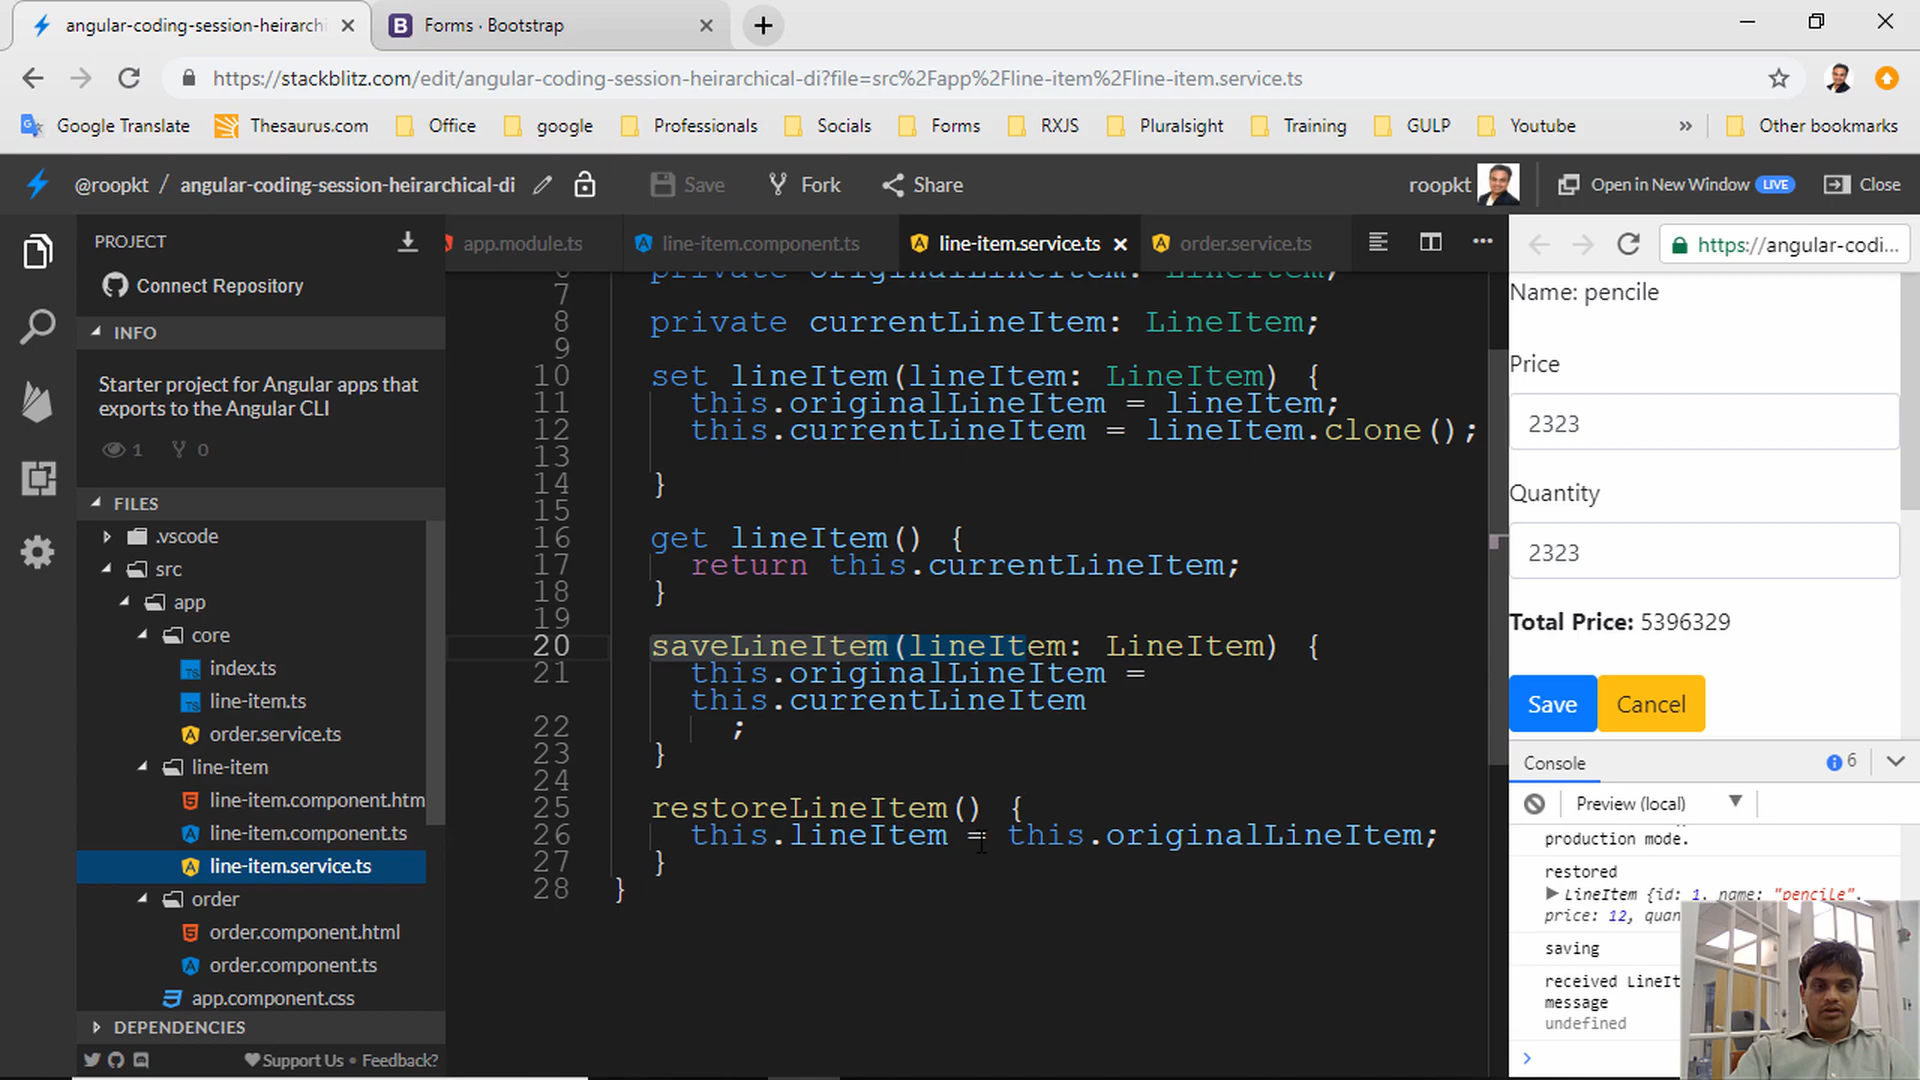 angular-coding-session-heirarchi
Forms · Bootstrap
https://stackblitz.com/edit/angular-coding-session-heirarchical-di?file=src%2Fapp%2Fline-item%2Fline-item.service.ts
Google Translate
Thesaurus.com
Office
google
Professionals
Socials
Forms
RXJS
Pluralsight
Training
GULP
Youtube
»
Other bookmarks
@roopkt / angular-coding-session-heirarchical-di
Save
Fork
Share
roopkt
Open in New Window LIVE
Close
PROJECT
Connect Repository
INFO
Starter project for Angular apps that
exports to the Angular CLI
1
0
FILES
.vscode
src
app
core
index.ts
line-item.ts
order.service.ts
line-item
line-item.component.htm
line-item.component.ts
line-item.service.ts
order
order.component.html
order.component.ts
app.component.css
DEPENDENCIES
Support Us • Feedback?
app.module.ts
line-item.component.ts
line-item.service.ts
order.service.ts
private originalLineItem: LineItem;
7
8 private currentLineItem: LineItem;
9
10 set lineItem(lineItem: LineItem) {
11 this.originalLineItem = lineItem;
12 this.currentLineItem = lineItem.clone();
13
14 }
15
16 get lineItem() {
17 return this.currentLineItem;
18 }
19
20 saveLineItem(lineItem: LineItem) {
21 this.originalLineItem =
this.currentLineItem
22 ;
23 }
24
25 restoreLineItem() {
26 this.lineItem = this.originalLineItem;
27 }
28 }
https://angular-codi...
Name: pencile
Price
2323
Quantity
2323
Total Price: 5396329
Save
Cancel
Console
6
Preview (local)
production mode.
restored
LineItem {id: 1, name: "pencile",
price: 12, quan
saving
received LineIt
message
undefined